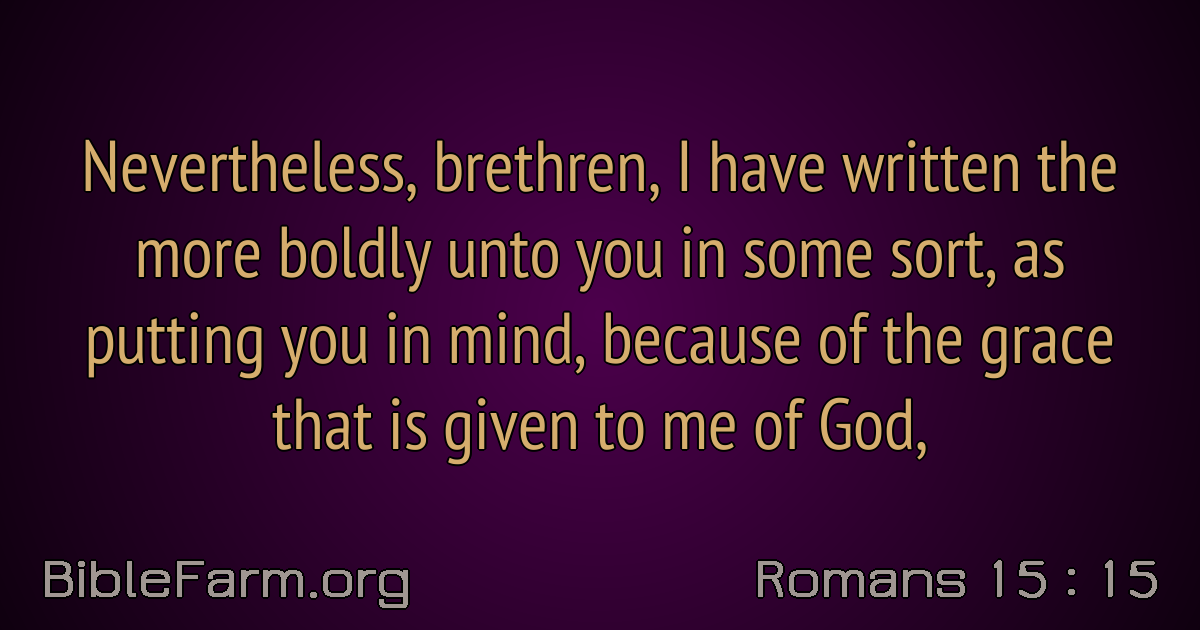 Nevertheless, brethren, I have written the
more boldly unto you in some sort, as
putting you in mind, because of the grace
that is given to me of God,
BibleFarm.org
Romans 15 : 15